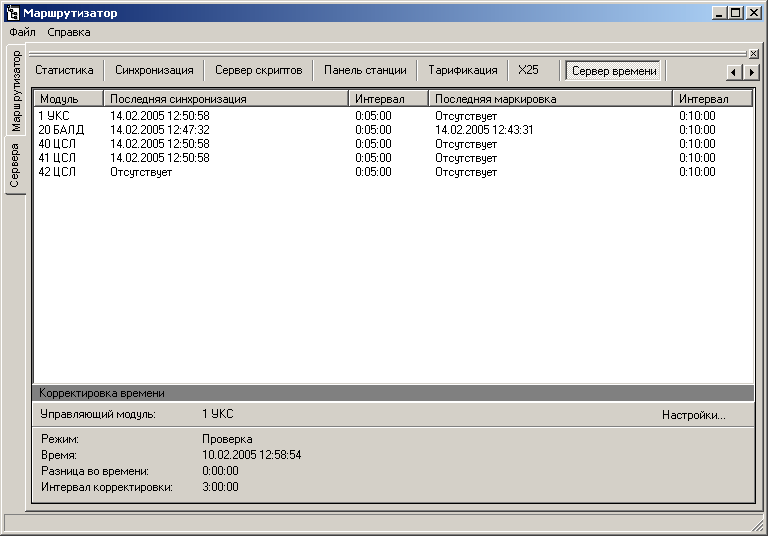 Маршрутизатор
Файл Справка
Маршрутизатор
Сервера
Статистика Синхронизация Сервер скриптов Панель станции Тарификация X25 Сервер времени
Модуль Последняя синхронизация Интервал Последняя маркировка Интервал
1 УКС 14.02.2005 12:50:58 0:05:00 Отсутствует 0:10:00
20 БАЛД 14.02.2005 12:47:32 0:05:00 14.02.2005 12:43:31 0:10:00
40 ЦСЛ 14.02.2005 12:50:58 0:05:00 Отсутствует 0:10:00
41 ЦСЛ 14.02.2005 12:50:58 0:05:00 Отсутствует 0:10:00
42 ЦСЛ Отсутствует 0:05:00 Отсутствует 0:10:00
Корректировка времени
Управляющий модуль: 1 УКС Настройки...
Режим: Проверка
Время: 10.02.2005 12:58:54
Разница во времени: 0:00:00
Интервал корректировки: 3:00:00